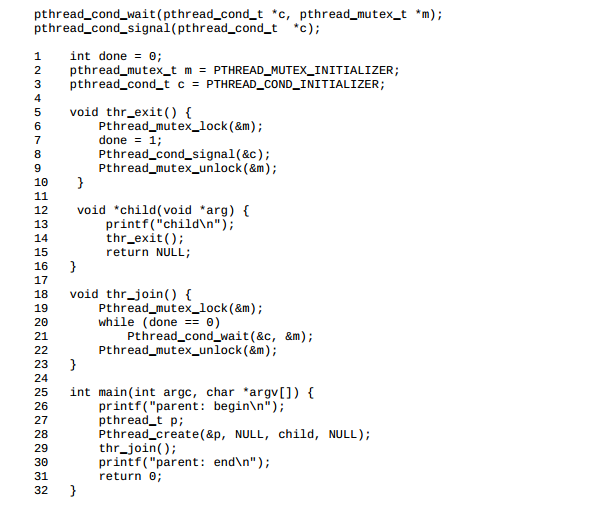 pthread_cond_wait(pthread_cond_t *c, pthread_mutex_t *m);
pthread_cond_signal(pthread_cond_t  *c);
1    int done = 0;
2    pthread_mutex_t m = PTHREAD_MUTEX_INITIALIZER;
3    pthread_cond_t c = PTHREAD_COND_INITIALIZER;
4
5    void thr_exit() {
6        Pthread_mutex_lock(&m);
7        done = 1;
8        Pthread_cond_signal(&c);
9        Pthread_mutex_unlock(&m);
10    }
11
12    void *child(void *arg) {
13        printf("child\n");
14        thr_exit();
15        return NULL;
16   }
17
18   void thr_join() {
19       Pthread_mutex_lock(&m);
20       while (done == 0)
21           Pthread_cond_wait(&c, &m);
22       Pthread_mutex_unlock(&m);
23   }
24
25   int main(int argc, char *argv[]) {
26       printf("parent: begin\n");
27       pthread_t p;
28       Pthread_create(&p, NULL, child, NULL);
29       thr_join();
30       printf("parent: end\n");
31       return 0;
32   }